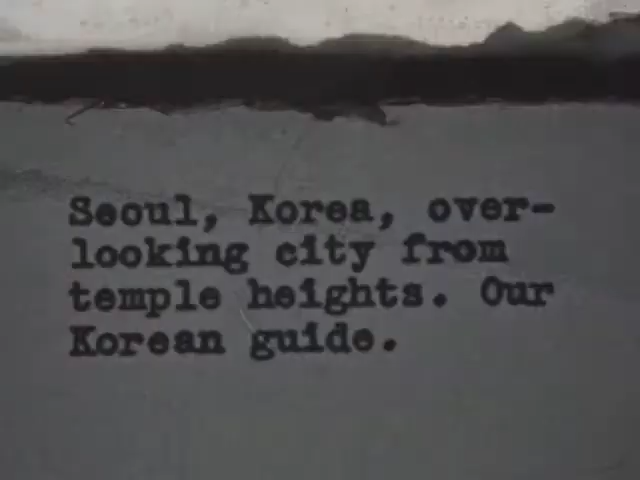 Seoul, Korea, over-
looking city from
temple heights. Our
Korean guide.